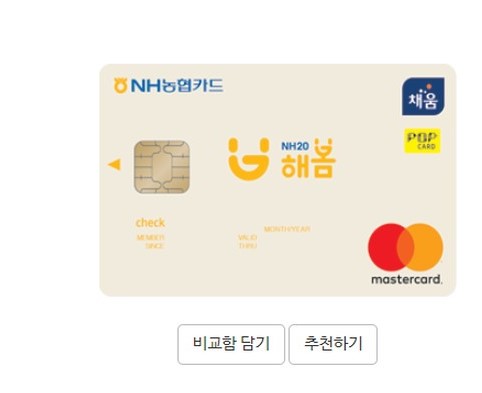 NH농협카드
채움
POP
CARD
NH20
해봄
check
MEMBER
SINCE
MONTH/YEAR
VALID
THRU
mastercard.
비교함 담기
추천하기